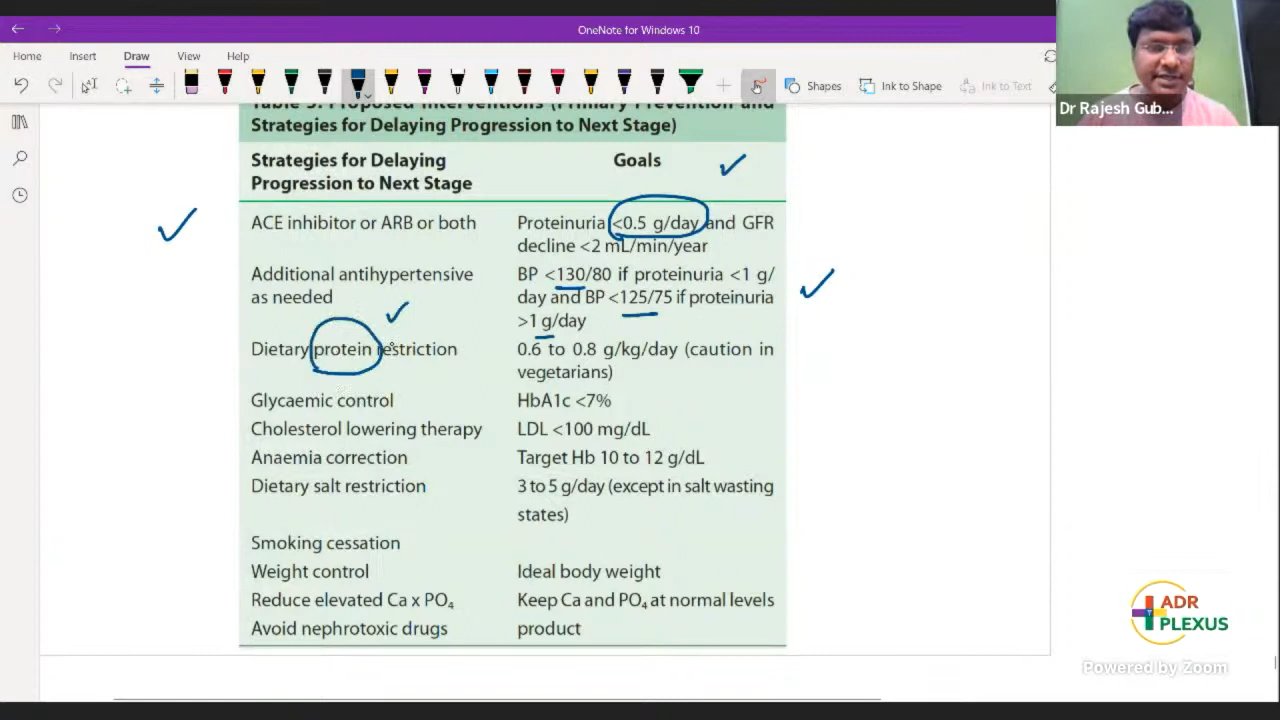 OneNote for Windows 10
Home Insert Draw View Help
Shapes Ink to Shape Ink to Text
Dr Rajesh Gub...
Table 3: Proposed Interventions (Primary Prevention and
Strategies for Delaying Progression to Next Stage)
Strategies for Delaying Goals
Progression to Next Stage
ACE inhibitor or ARB or both Proteinuria <0.5 g/day and GFR
decline <2 mL/min/year
Additional antihypertensive BP <130/80 if proteinuria <1 g/
as needed day and BP <125/75 if proteinuria
>1 g/day
Dietary protein restriction 0.6 to 0.8 g/kg/day (caution in
vegetarians)
Glycaemic control HbA1c <7%
Cholesterol lowering therapy LDL <100 mg/dL
Anaemia correction Target Hb 10 to 12 g/dL
Dietary salt restriction 3 to 5 g/day (except in salt wasting
states)
Smoking cessation
Weight control Ideal body weight
Reduce elevated Ca x PO₄ Keep Ca and PO₄ at normal levels
Avoid nephrotoxic drugs product
ADR
PLEXUS
Powered by Zoom